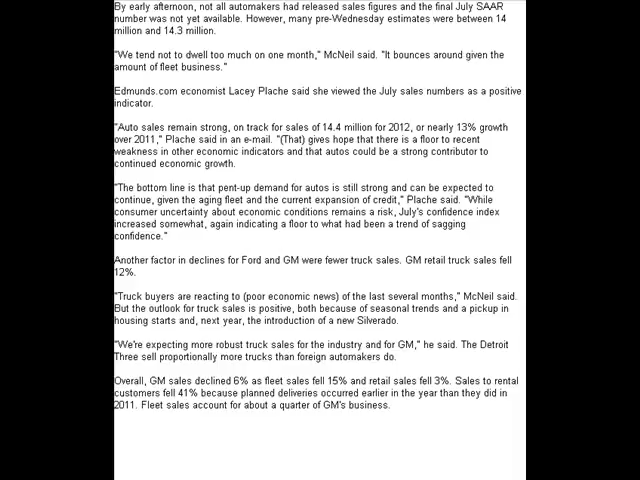 By early afternoon, not all automakers had released sales figures and the final July SAAR
number was not yet available. However, many pre-Wednesday estimates were between 14
million and 14.3 million.
"We tend not to dwell too much on one month," McNeil said. "It bounces around given the
amount of fleet business."
Edmunds.com economist Lacey Plache said she viewed the July sales numbers as a positive
indicator.
"Auto sales remain strong, on track for sales of 14.4 million for 2012, or nearly 13% growth
over 2011," Plache said in an e-mail. "(That) gives hope that there is a floor to recent
weakness in other economic indicators and that autos could be a strong contributor to
continued economic growth.
"The bottom line is that pent-up demand for autos is still strong and can be expected to
continue, given the aging fleet and the current expansion of credit," Plache said. "While
consumer uncertainty about economic conditions remains a risk, July's confidence index
increased somewhat, again indicating a floor to what had been a trend of sagging
confidence."
Another factor in declines for Ford and GM were fewer truck sales. GM retail truck sales fell
12%.
"Truck buyers are reacting to (poor economic news) of the last several months," McNeil said.
But the outlook for truck sales is positive, both because of seasonal trends and a pickup in
housing starts and, next year, the introduction of a new Silverado.
"We're expecting more robust truck sales for the industry and for GM," he said. The Detroit
Three sell proportionally more trucks than foreign automakers do.
Overall, GM sales declined 6% as fleet sales fell 15% and retail sales fell 3%. Sales to rental
customers fell 41% because planned deliveries occurred earlier in the year than they did in
2011. Fleet sales account for about a quarter of GM's business.